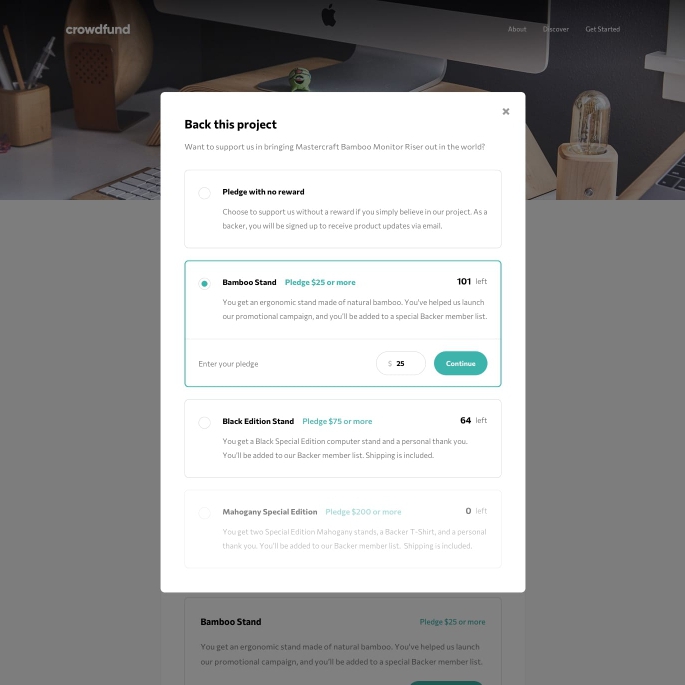 crowdfund
About Discover Get Started
Back this project
Want to support us in bringing Mastercraft Bamboo Monitor Riser out in the world?
Pledge with no reward
Choose to support us without a reward if you simply believe in our project. As a
backer, you will be signed up to receive product updates via email.
Bamboo Stand Pledge $25 or more 101 left
You get an ergonomic stand made of natural bamboo. You've helped us launch
our promotional campaign, and you'll be added to a special Backer member list.
Enter your pledge $ 25 Continue
Black Edition Stand Pledge $75 or more 64 left
You get a Black Special Edition computer stand and a personal thank you.
You'll be added to our Backer member list. Shipping is included.
Mahogany Special Edition Pledge $200 or more 0 left
You get two Special Edition Mahogany stands, a Backer T-Shirt, and a personal
thank you. You'll be added to our Backer member list. Shipping is included.
Bamboo Stand Pledge $25 or more
You get an ergonomic stand made of natural bamboo. You've helped us launch
our promotional campaign, and you'll be added to a special Backer member list.